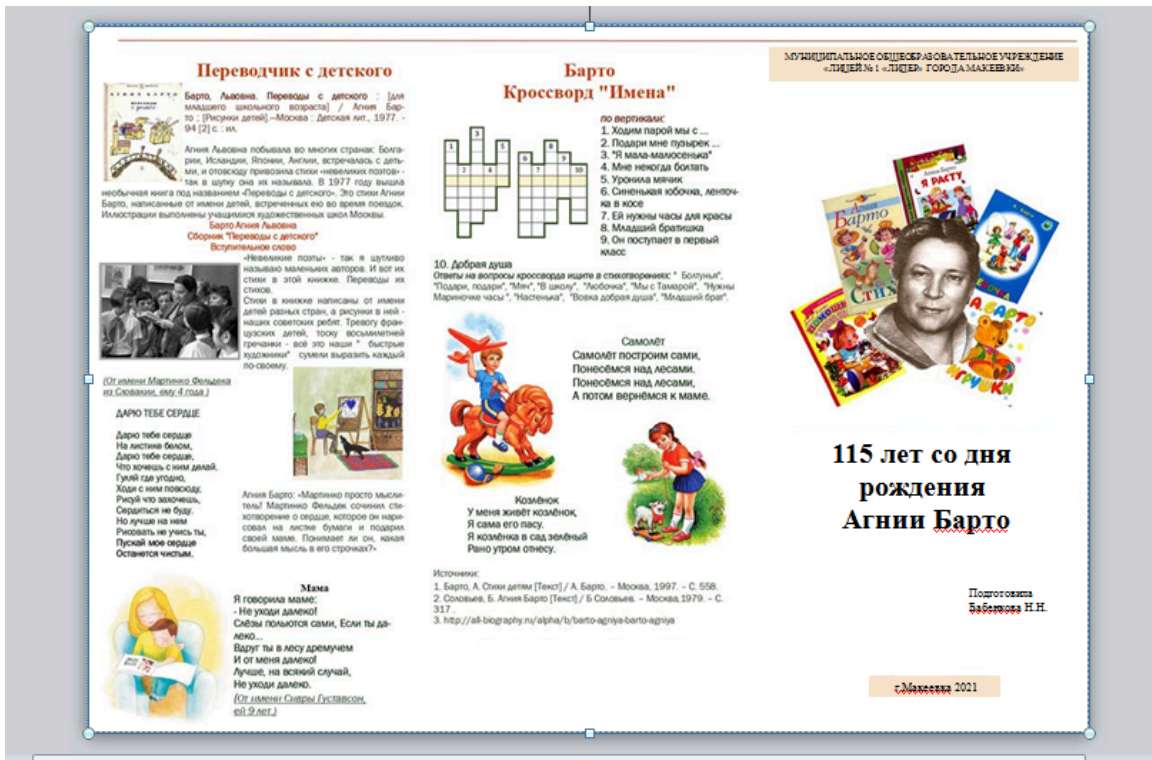 Переводчик с детского
АГНИЯ БАРТО
Барто, Львовна. Переводы с детского : [для
младшего школьного возраста] / Агния Бар-
то ; [Рисунки детей].–Москва : Детская лит., 1977. -
94 [2] с. : ил.
Агния Львовна побывала во многих странах: Болга-
рии, Исландии, Японии, Англии, встречалась с деть-
ми, и отовсюду привозила стихи «невеликих поэтов» -
так в шутку она их называла. В 1977 году вышла
необычная книга под названием «Переводы с детского». Это стихи Агнии
Барто, написанные от имени детей, встреченных ею во время поездок.
Иллюстрации выполнены учащимися художественных школ Москвы.
Барто Агния Львовна
Сборник "Переводы с детского"
Вступительное слово
«Невеликие поэты» - так я шутливо
называю маленьких авторов. И вот их
стихи в этой книжке. Переводы их
стихов.
Стихи в книжке написаны от имени
детей разных стран, а рисунки в ней -
наших советских ребят. Тревогу фран-
цузских детей, тоску восьмилетней
гречанки - всё это наши " быстрые
художники" сумели выразить каждый
по-своему.
(От имени Мартинко Фельдека
из Словакии, ему 4 года )
ДАРЮ ТЕБЕ СЕРДЦЕ
Дарю тебе сердце
На листике белом,
Дарю тебе сердце,
Что хочешь с ним делай.
Гуляй где угодно,
Ходи с ним повсюду,
Рисуй что захочешь,
Сердиться не буду.
Но лучше на нем
Рисовать не учись ты,
Пускай мое сердце
Останется чистым.
Агния Барто: «Мартинко просто мысли-
тель! Мартинко Фельдек сочинил сти-
хотворение о сердце, которое он нари-
совал на листке бумаги и подарил
своей маме. Понимает ли он, какая
большая мысль в его строчках?»
Мама
Я говорила маме:
- Не уходи далеко!
Слёзы польются сами, Если ты да-
леко...
Вдруг ты в лесу дремучем
И от меня далеко!
Лучше, на всякий случай,
Не уходи далеко.
(От имени Сивры Густавсон,
ей 9 лет.)
Барто
Кроссворд "Имена"
1
2
3
4
5
6
7
8
9
10
по вертикали:
1. Ходим парой мы с ...
2. Подари мне пузырек ...
3. "Я мала-малюсенька"
4. Мне некогда болтать
5. Уронила мячик
6. Синенькая юбочка, ленточ-
ка в косе
7. Ей нужны часы для красы
8. Младший братишка
9. Он поступает в первый
класс
10. Добрая душа
Ответы на вопросы кроссворда ищите в стихотворениях: " Болтунья",
"Подари, подари", "Мяч", "В школу", "Любочка", "Мы с Тамарой", "Нужны
Мариночке часы ", "Настенька", "Вовка добрая душа", "Младший брат".
Самолёт
Самолёт построим сами,
Понесёмся над лесами.
Понесёмся над лесами,
А потом вернёмся к маме.
Козлёнок
У меня живёт козлёнок,
Я сама его пасу.
Я козлёнка в сад зелёный
Рано утром отнесу.
Источники:
1. Барто, А. Стихи детям [Текст] / А. Барто. – Москва, 1997. – С. 558.
2. Соловьев, Б. Агния Барто [Текст] / Б Соловьев. – Москва,1979. – С.
317 .
3. http://all-biography.ru/alpha/b/barto-agniya-barto-agniya
МУНИЦИПАЛЬНОЕ ОБЩЕОБРАЗОВАТЕЛЬНОЕ УЧРЕЖДЕНИЕ
«ЛИЦЕЙ № 1 «ЛИДЕР» ГОРОДА МАКЕЕВКИ»
Я РАСТУ
Агния
Барто
А.БАРТО
ИГРУШКИ
115 лет со дня
рождения
Агнии Барто
Подготовила
Бабенкова Н.Н.
г.Макеевка 2021